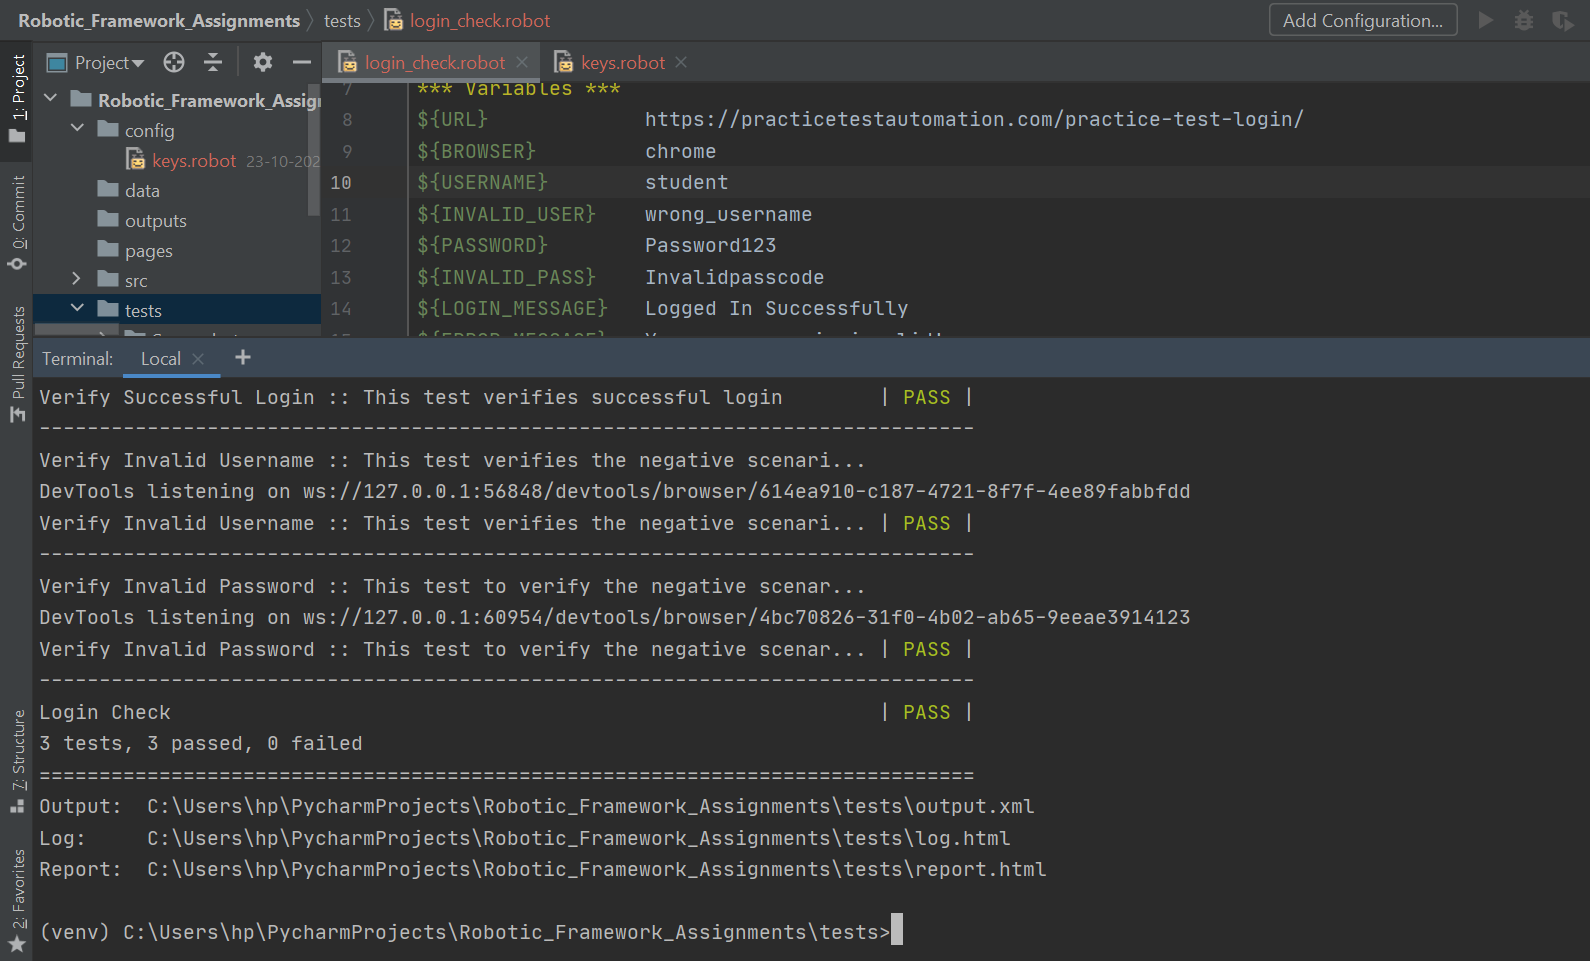 Robotic_Framework_Assignments tests login_check.robot Add Configuration...
1: Project
0: Commit
Pull Requests
7: Structure
2: Favorites
Project
Robotic_Framework_Assig
config
keys.robot 23-10-202
data
outputs
pages
src
tests
login_check.robot keys.robot
7 *** Variables ***
8 ${URL} https://practicetestautomation.com/practice-test-login/
9 ${BROWSER} chrome
10 ${USERNAME} student
11 ${INVALID_USER} wrong_username
12 ${PASSWORD} Password123
13 ${INVALID_PASS} Invalidpasscode
14 ${LOGIN_MESSAGE} Logged In Successfully
Terminal: Local +
Verify Successful Login :: This test verifies successful login | PASS |
------------------------------------------------------------------------------
Verify Invalid Username :: This test verifies the negative scenari...
DevTools listening on ws://127.0.0.1:56848/devtools/browser/614ea910-c187-4721-8f7f-4ee89fabbfdd
Verify Invalid Username :: This test verifies the negative scenari... | PASS |
------------------------------------------------------------------------------
Verify Invalid Password :: This test to verify the negative scenar...
DevTools listening on ws://127.0.0.1:60954/devtools/browser/4bc70826-31f0-4b02-ab65-9eeae3914123
Verify Invalid Password :: This test to verify the negative scenar... | PASS |
------------------------------------------------------------------------------
Login Check | PASS |
3 tests, 3 passed, 0 failed
==============================================================================
Output: C:\Users\hp\PycharmProjects\Robotic_Framework_Assignments\tests\output.xml
Log: C:\Users\hp\PycharmProjects\Robotic_Framework_Assignments\tests\log.html
Report: C:\Users\hp\PycharmProjects\Robotic_Framework_Assignments\tests\report.html
(venv) C:\Users\hp\PycharmProjects\Robotic_Framework_Assignments\tests>